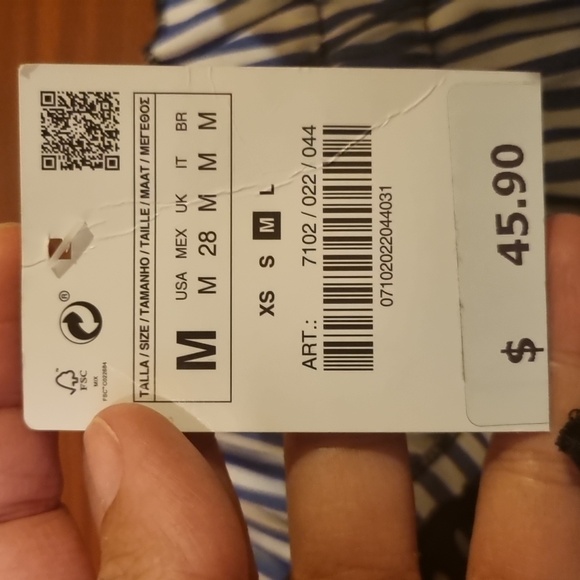 TALLA / SIZE / TAMANHO / TAILLE / MAAT / ΜΕΓΕΘΟΣ
M
USA MEX UK IT BR
M 28 M M M
XS S M L
ART.: 7102 / 022 / 044
07102022044031
$ 45.90
®
FSC
MIX